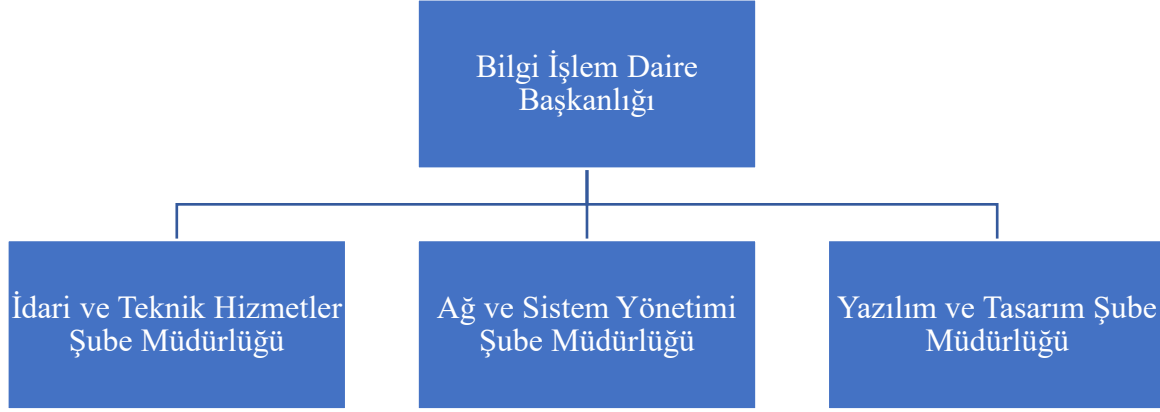 Bilgi İşlem Daire
Başkanlığı
İdari ve Teknik Hizmetler
Şube Müdürlüğü
Ağ ve Sistem Yönetimi
Şube Müdürlüğü
Yazılım ve Tasarım Şube
Müdürlüğü